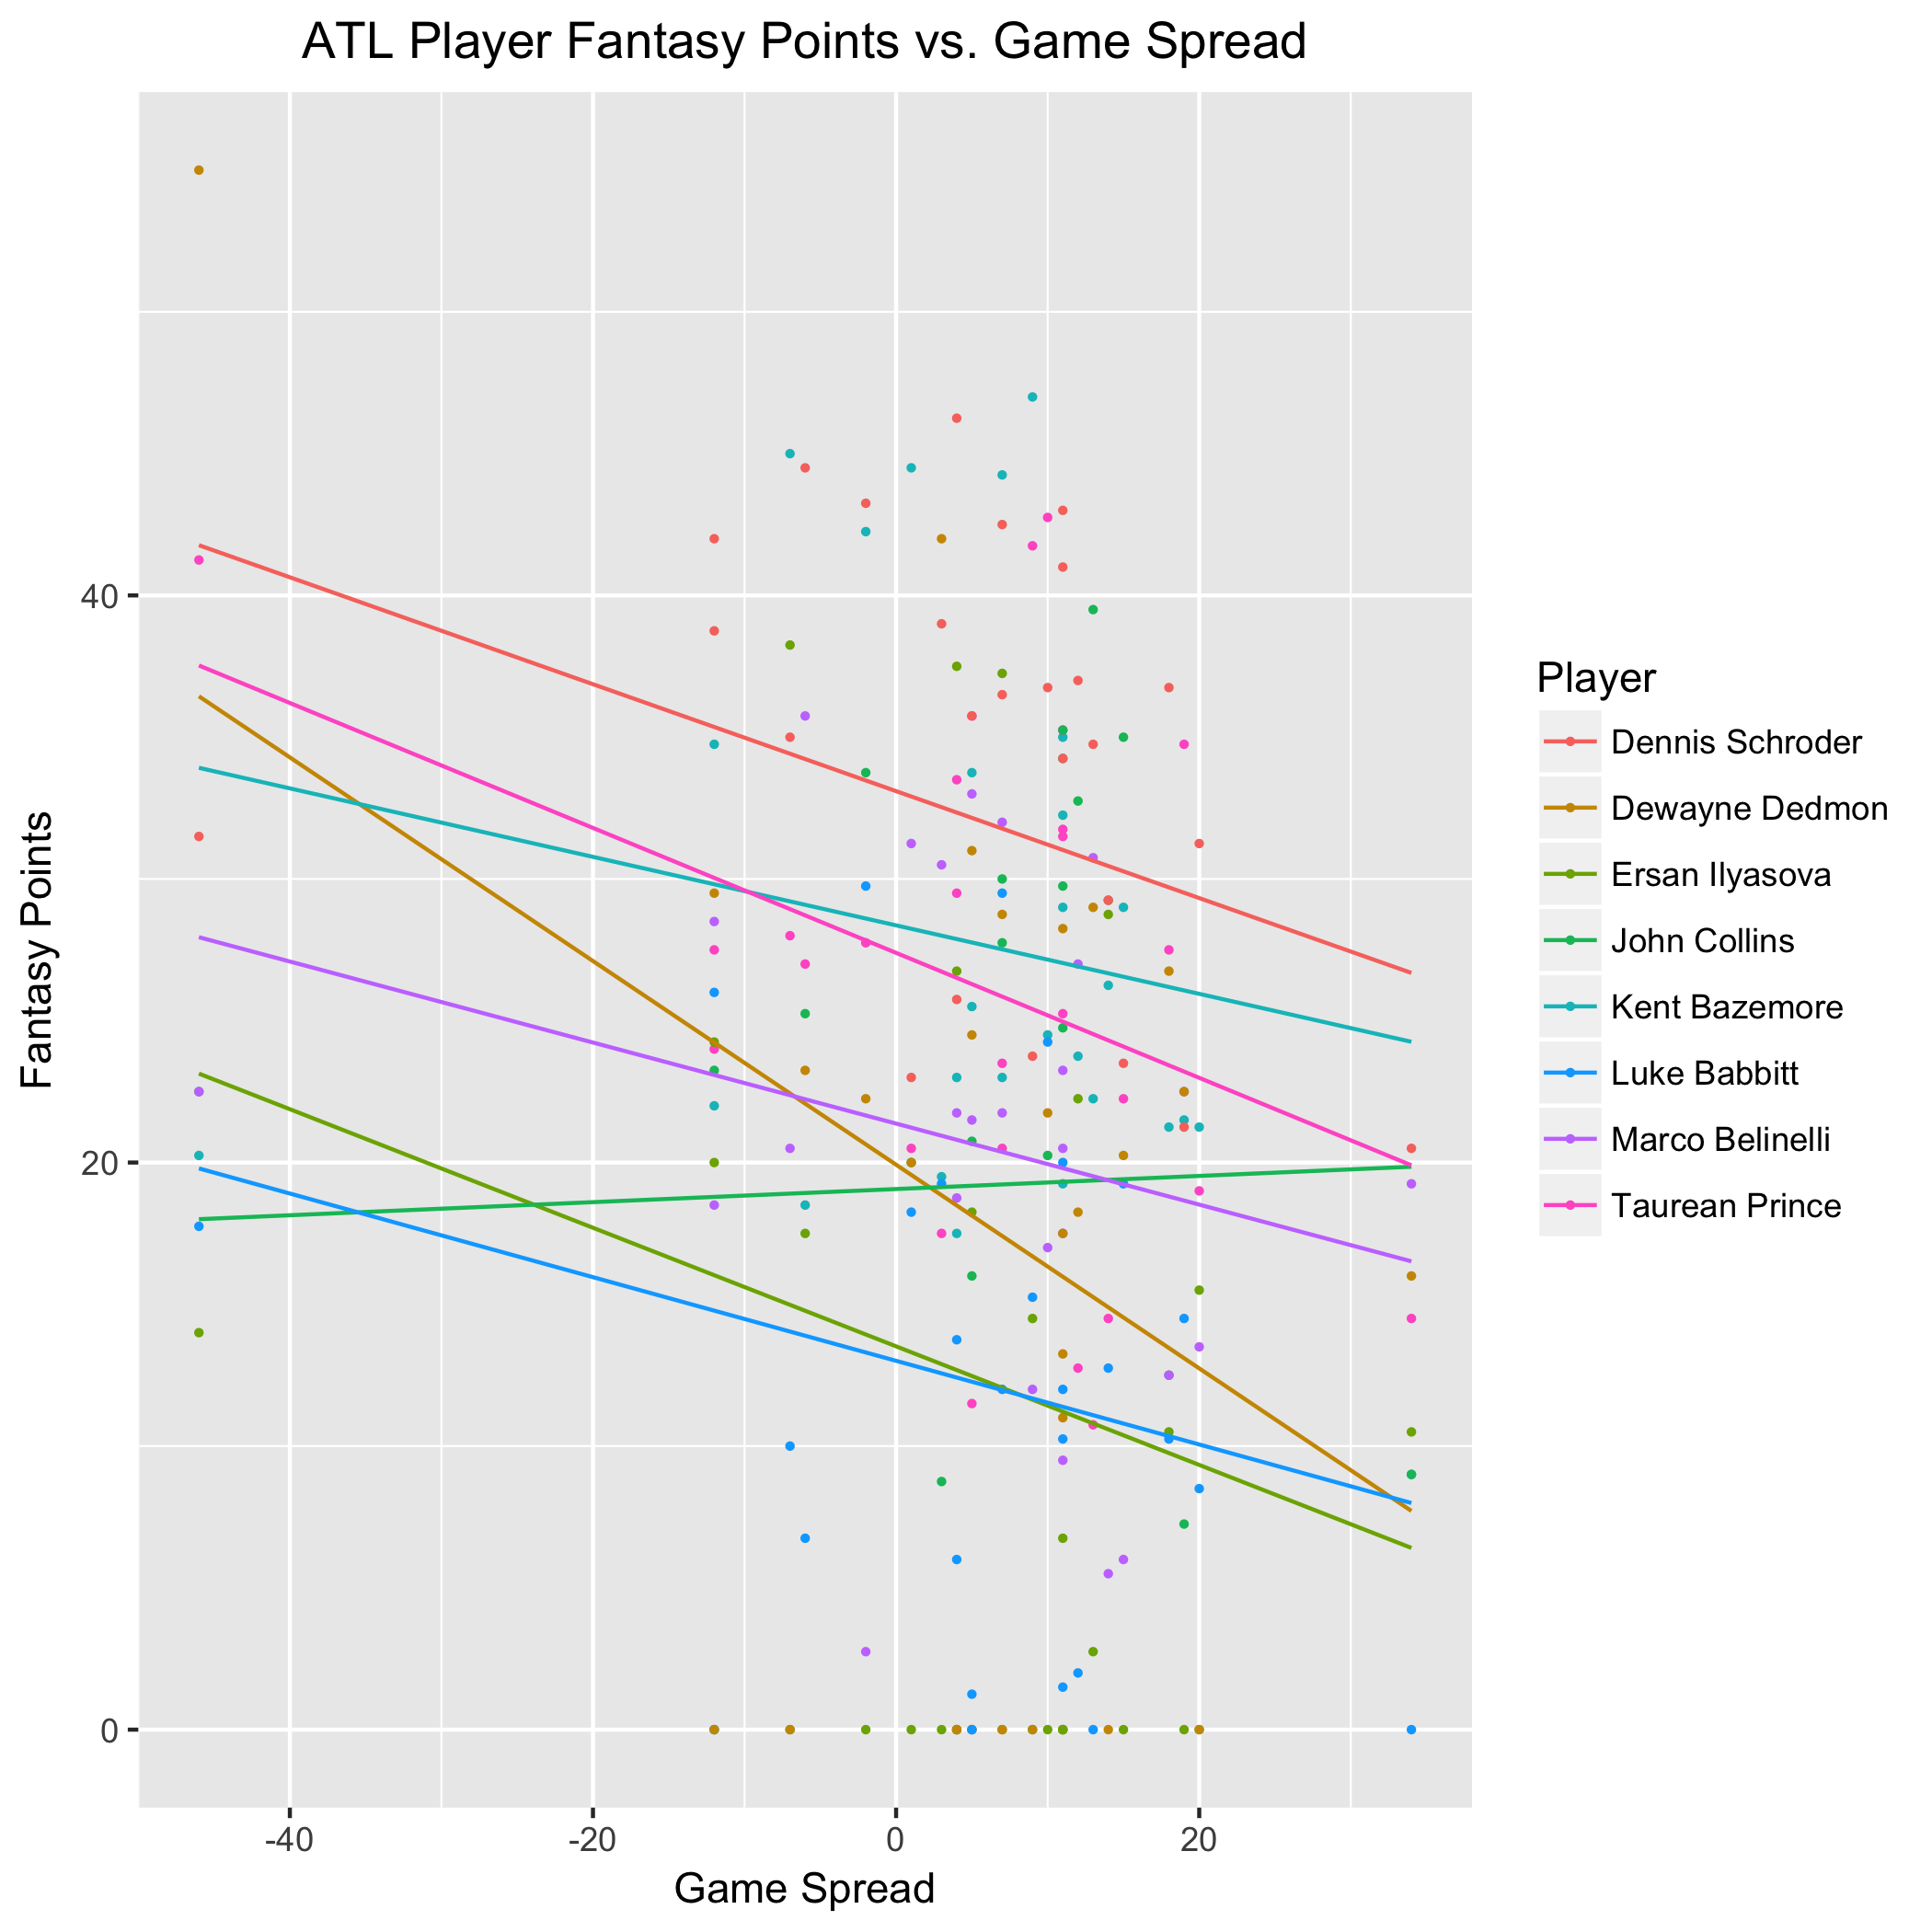 ATL Player Fantasy Points vs. Game Spread
Fantasy Points
40
20
0
-40
-20
0
20
Game Spread
Player
Dennis Schroder
Dewayne Dedmon
Ersan Ilyasova
John Collins
Kent Bazemore
Luke Babbitt
Marco Belinelli
Taurean Prince